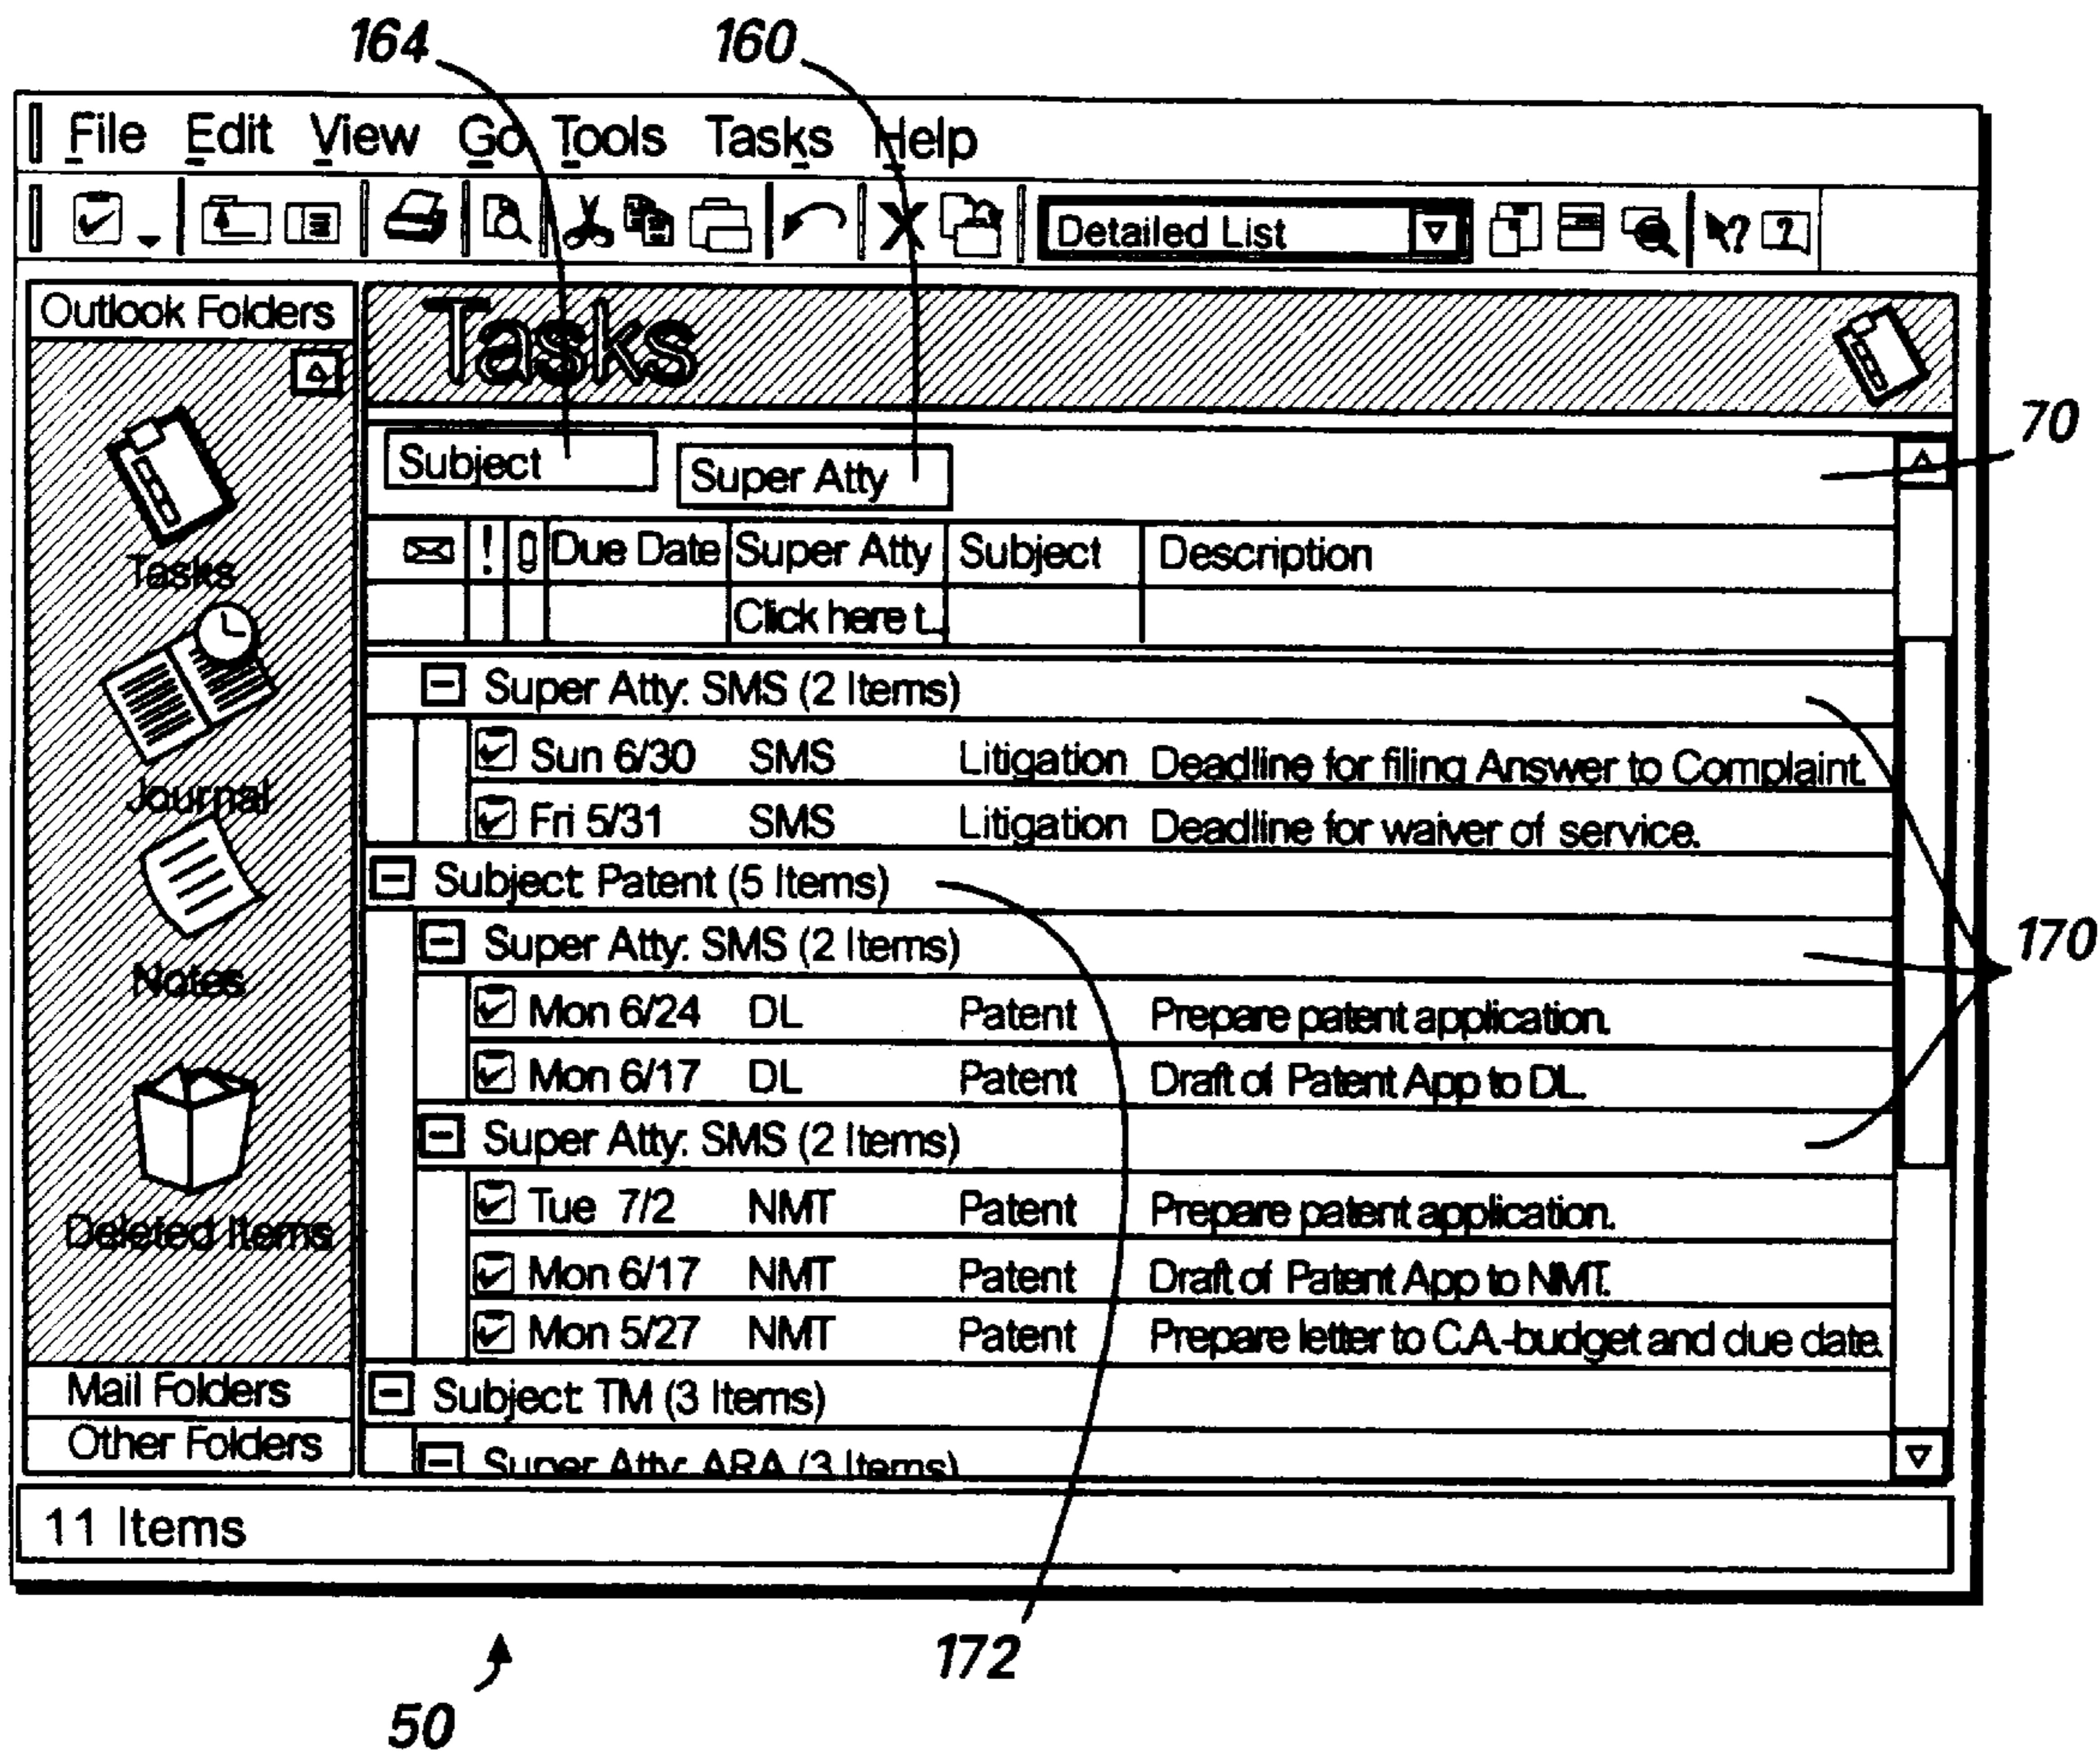 164 160
File Edit View Go Tools Tasks Help
Detailed List
Outlook Folders
Tasks
Tasks
Journal
Notes
Deleted Items
Mail Folders
Other Folders
Subject Super Atty
70
! Due Date Super Atty Subject Description
Click here t...
Super Atty: SMS (2 Items)
Sun 6/30 SMS Litigation Deadline for filing Answer to Complaint.
Fri 5/31 SMS Litigation Deadline for waiver of service.
Subject: Patent (5 Items)
Super Atty: SMS (2 Items)
170
Mon 6/24 DL Patent Prepare patent application.
Mon 6/17 DL Patent Draft of Patent App to DL.
Super Atty: SMS (2 Items)
Tue 7/2 NMT Patent Prepare patent application.
Mon 6/17 NMT Patent Draft of Patent App to NMT.
Mon 5/27 NMT Patent Prepare letter to C.A.-budget and due date.
Subject: TM (3 Items)
Super Atty: ARA (3 Items)
11 Items
172
50